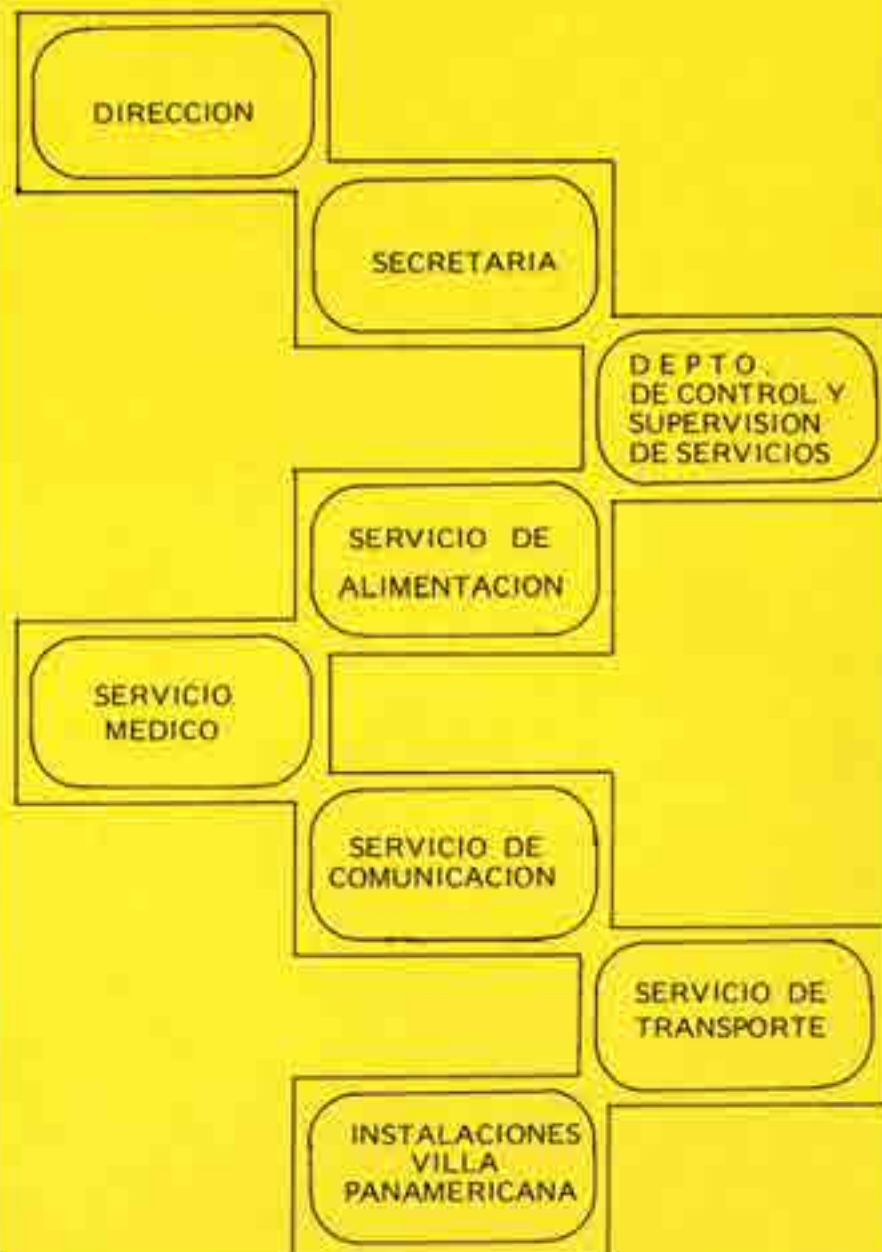 DIRECCION
SECRETARIA
DEPTO.
DE CONTROL Y
SUPERVISION
DE SERVICIOS
SERVICIO DE
ALIMENTACION
SERVICIO
MEDICO
SERVICIO DE
COMUNICACION
SERVICIO DE
TRANSPORTE
INSTALACIONES
VILLA
PANAMERICANA